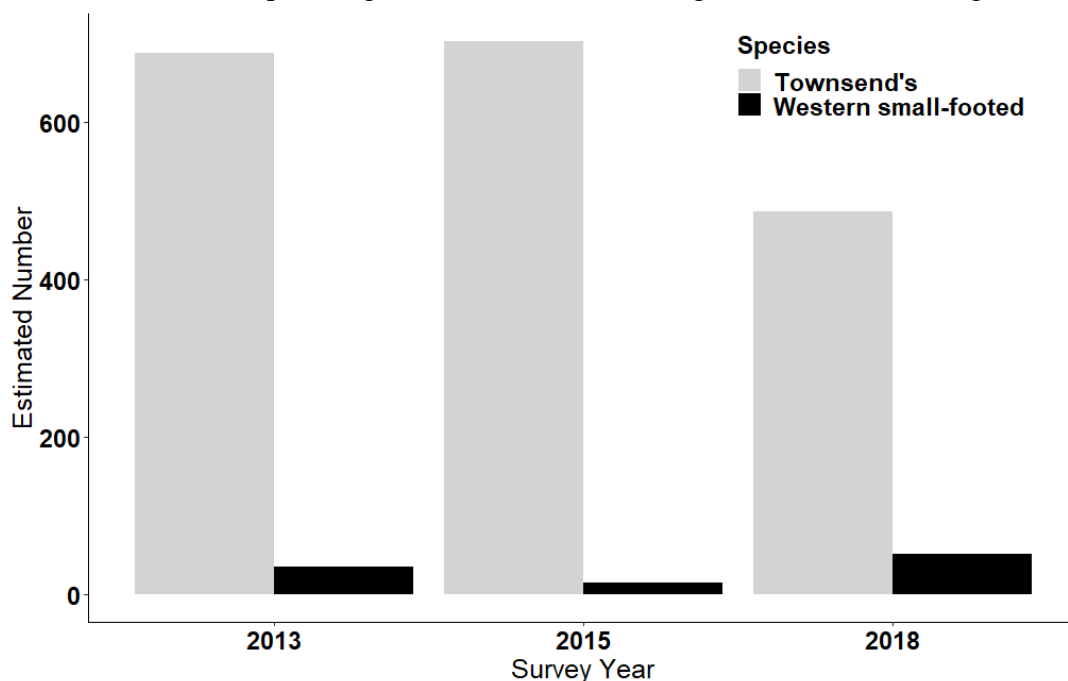 Species
Townsend's
Western small-footed
600
400
200
0
Estimated Number
2013 2015 2018
Survey Year